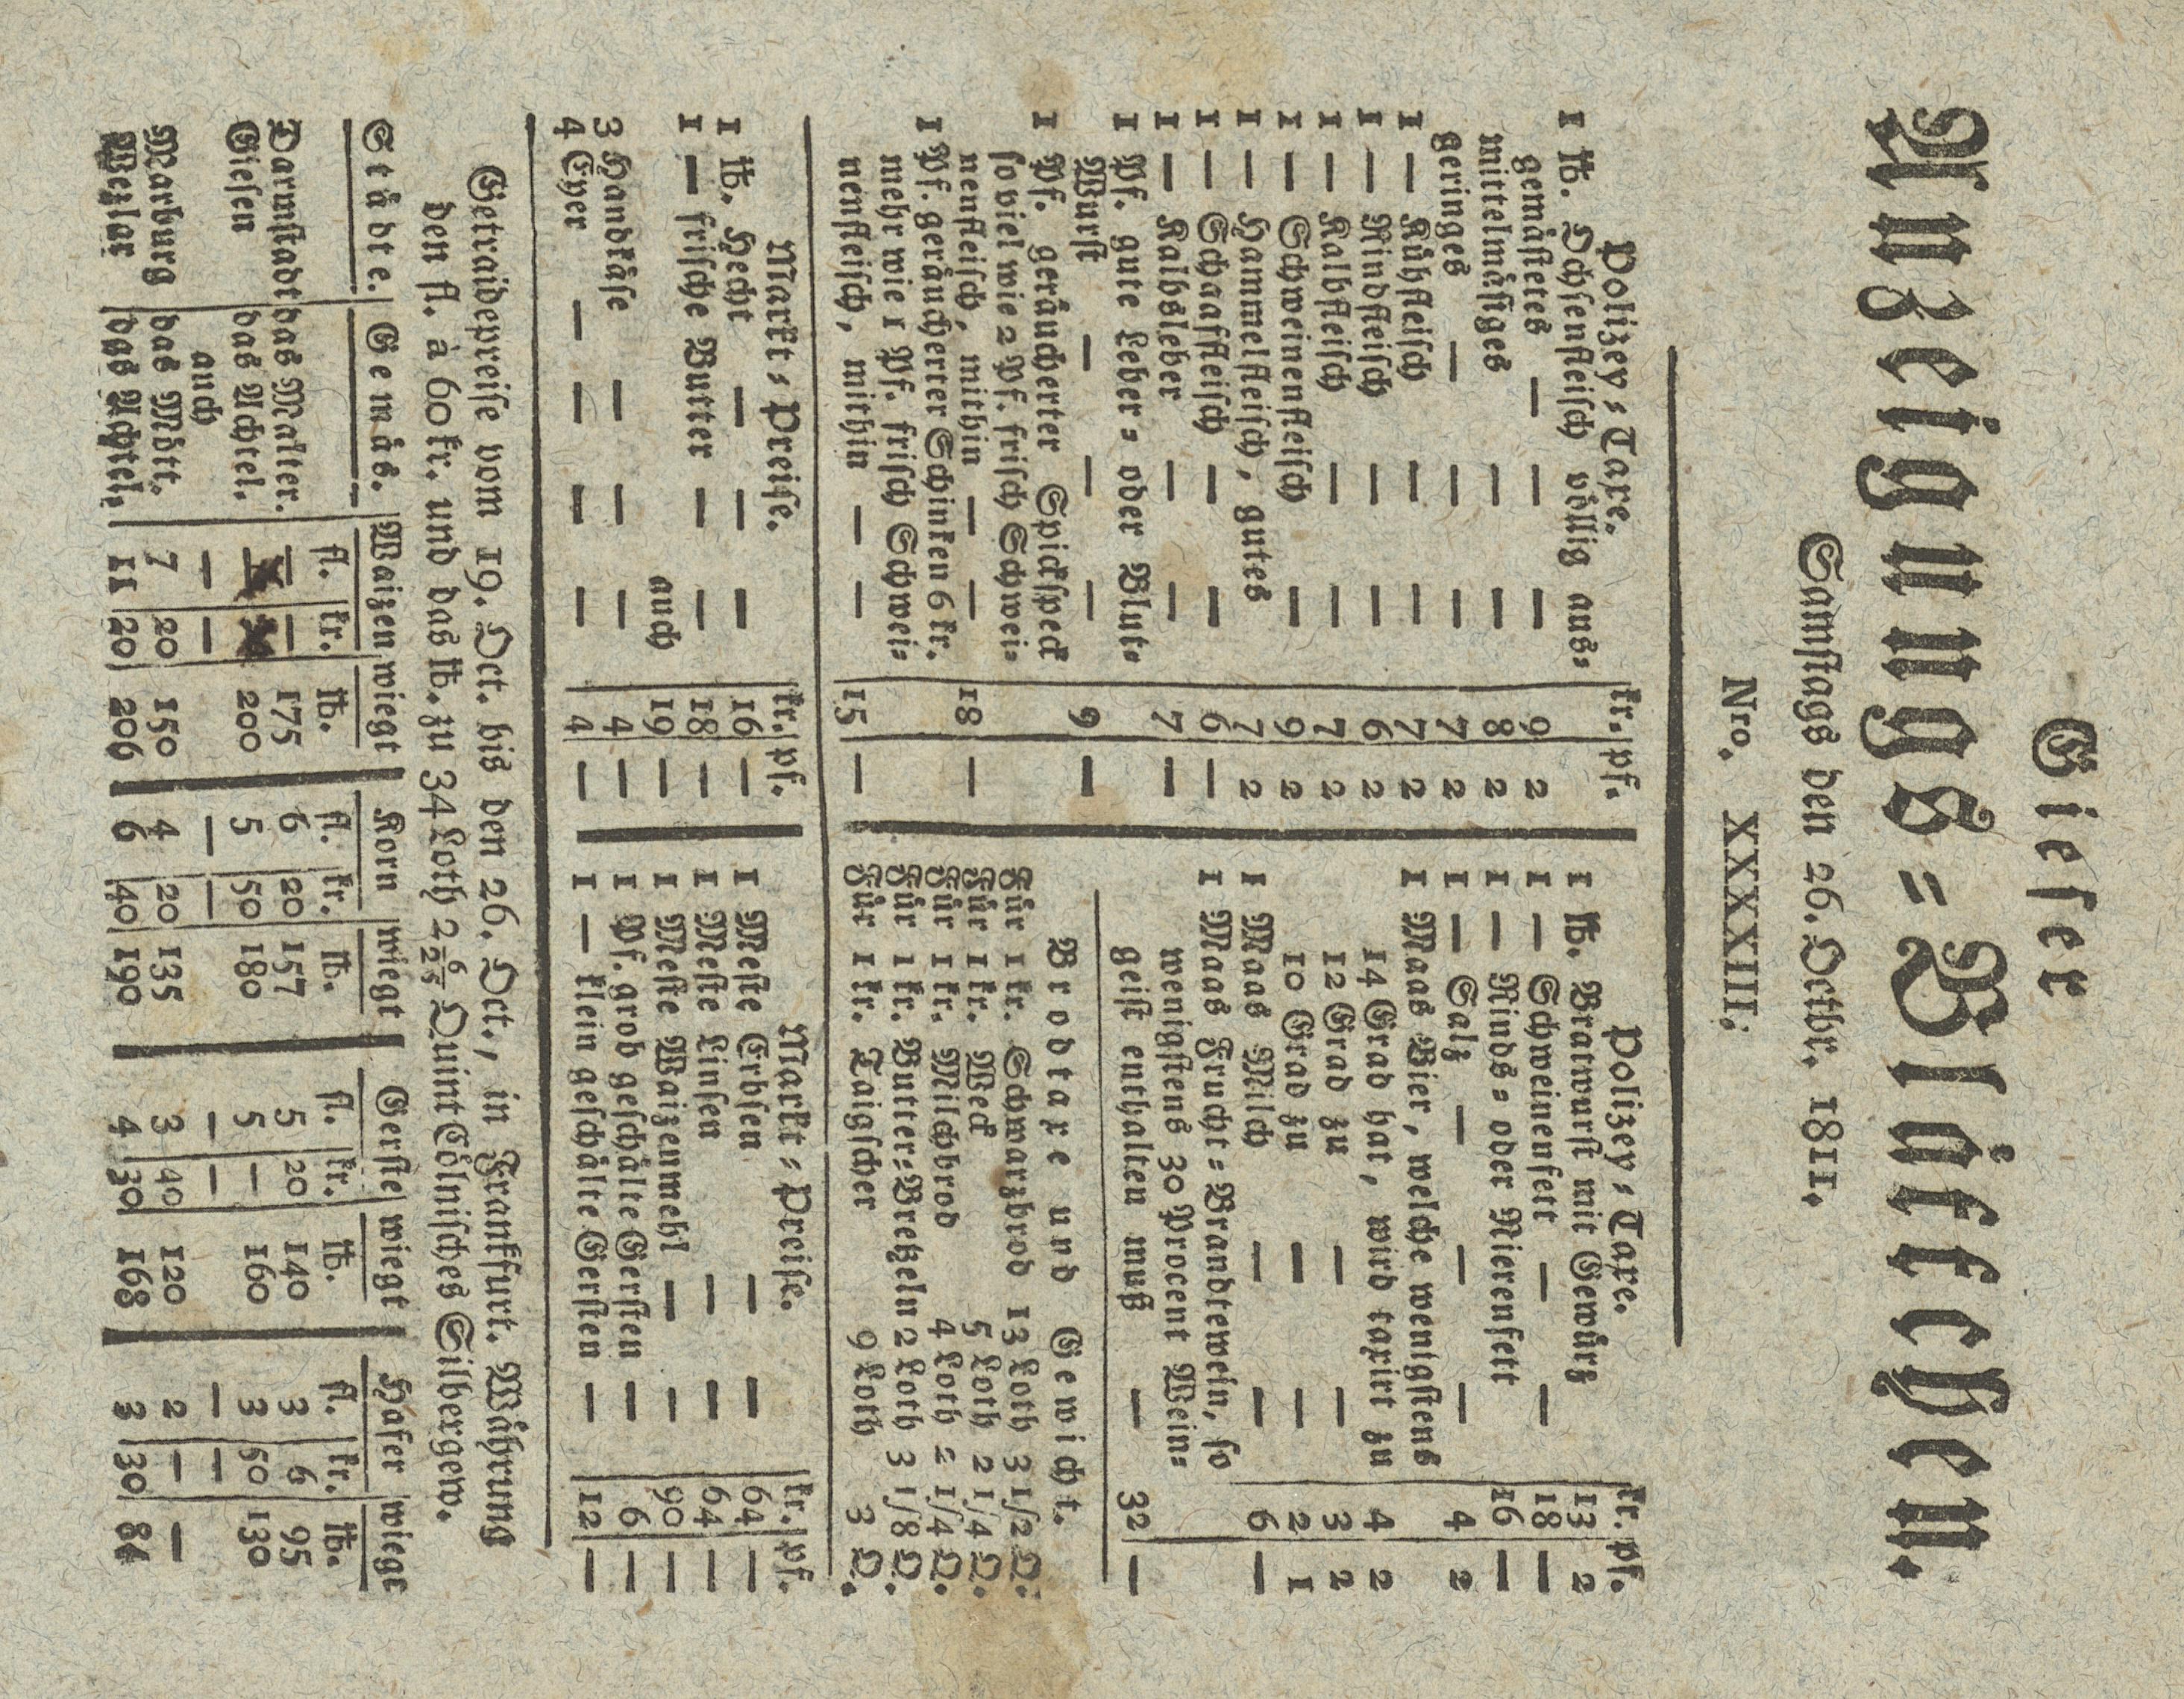 Gieser
Anzeigungs-Blättchen.
Samstags den 26. Octbr. 1811.
Nro. XXXXIII.
Polizey-Taxe. kr. pf.
1 tb. Ochsenfleisch völlig aus-
gemästetes — — — 9 2
mittelmäsiges — — 8 2
geringes — — — 7 2
1 — Kühfleisch — — 7 2
1 — Rindfleisch — — 6 2
1 — Kalbfleisch — — 7 2
1 — Schweinenfleisch — 9 2
1 — Hammelfleisch, gutes 7 2
1 — Schaaffleisch — — 6 —
1 — Kalbsleber — — 7 —
1 Pf. gute Leber- oder Blut-
Wurst — — — 9 —
1 Pf. geräucherter Spickspeck
so viel wie 2 Pf. frisch Schwei-
nenfleisch, mithin — — 18 —
1 Pf. geräucherter Schinken 6 kr.
mehr wie 1 Pf. frisch Schwei-
nenfleisch, mithin — — 15 —
Polizey-Taxe. kr. pf.
1 tb. Bratwurst mit Gewürz 13 2
1 — Schweinenfett — — 18 —
1 — Rinds- oder Nierenfett 16 —
1 — Salz — — — 4 2
1 Maas Bier, welche wenigstens
14 Grad hat, wird taxirt zu 4 2
12 Grad zu — — 3 2
10 Grad zu — — 2 1
1 Maas Milch — — 6 —
1 Maas Frucht-Brandtewein, so
wenigstens 30 Procent Wein-
geist enthalten muß — 32 —
Brodtaxe und Gewicht.
Für 1 kr. Schwarzbrod 13 Loth 3 1/2 Q.
Für 1 kr. Weck 5 Loth 2 1/4 Q.
Für 1 kr. Milchbrod 4 Loth 2 1/4 Q.
Für 1 kr. Butter-Bretzeln 2 Loth 3 1/8 Q.
Für 1 kr. Taigscher 9 Loth 3 Q.
Markt-Preise. kr. pf.
1 tb. Hecht — — — 16 —
1 — frische Butter — — 18 —
auch 19 —
3 Handkäse — — — 4 —
4 Eyer — — — — 4 —
Markt-Preise. kr. pf.
1 Meste Erbsen — — 64 —
1 Meste Linsen — — 64 —
1 Meste Waizenmehl — — 90 —
1 Pf. grob geschälte Gersten — 6 —
1 — klein geschälte Gersten — 12 —
Getraidepreise vom 19. Oct. bis den 26. Oct., in Frankfurt. Währung
den fl. à 60 kr. und das tb. zu 34 Loth 2 6/25 Quint Cölnisches Silbergew.
Städte. Gemäs. Waizen wiegt Korn wiegt Gerste wiegt Hafer wiegt
fl. kr. tb. fl. kr. tb. fl. kr. tb. fl. kr. tb.
Darmstadt das Malter. — — 175 6 20 157 5 20 140 3 6 95
Giesen das Achtel. 200 5 50 180 5 — 160 3 50 130
auch — — — — — — — —
Marburg das Mött. 7 20 150 4 20 135 3 40 120 2 — —
Wezlar das Achtel. 11 20 206 6 40 190 4 30 168 3 30 84